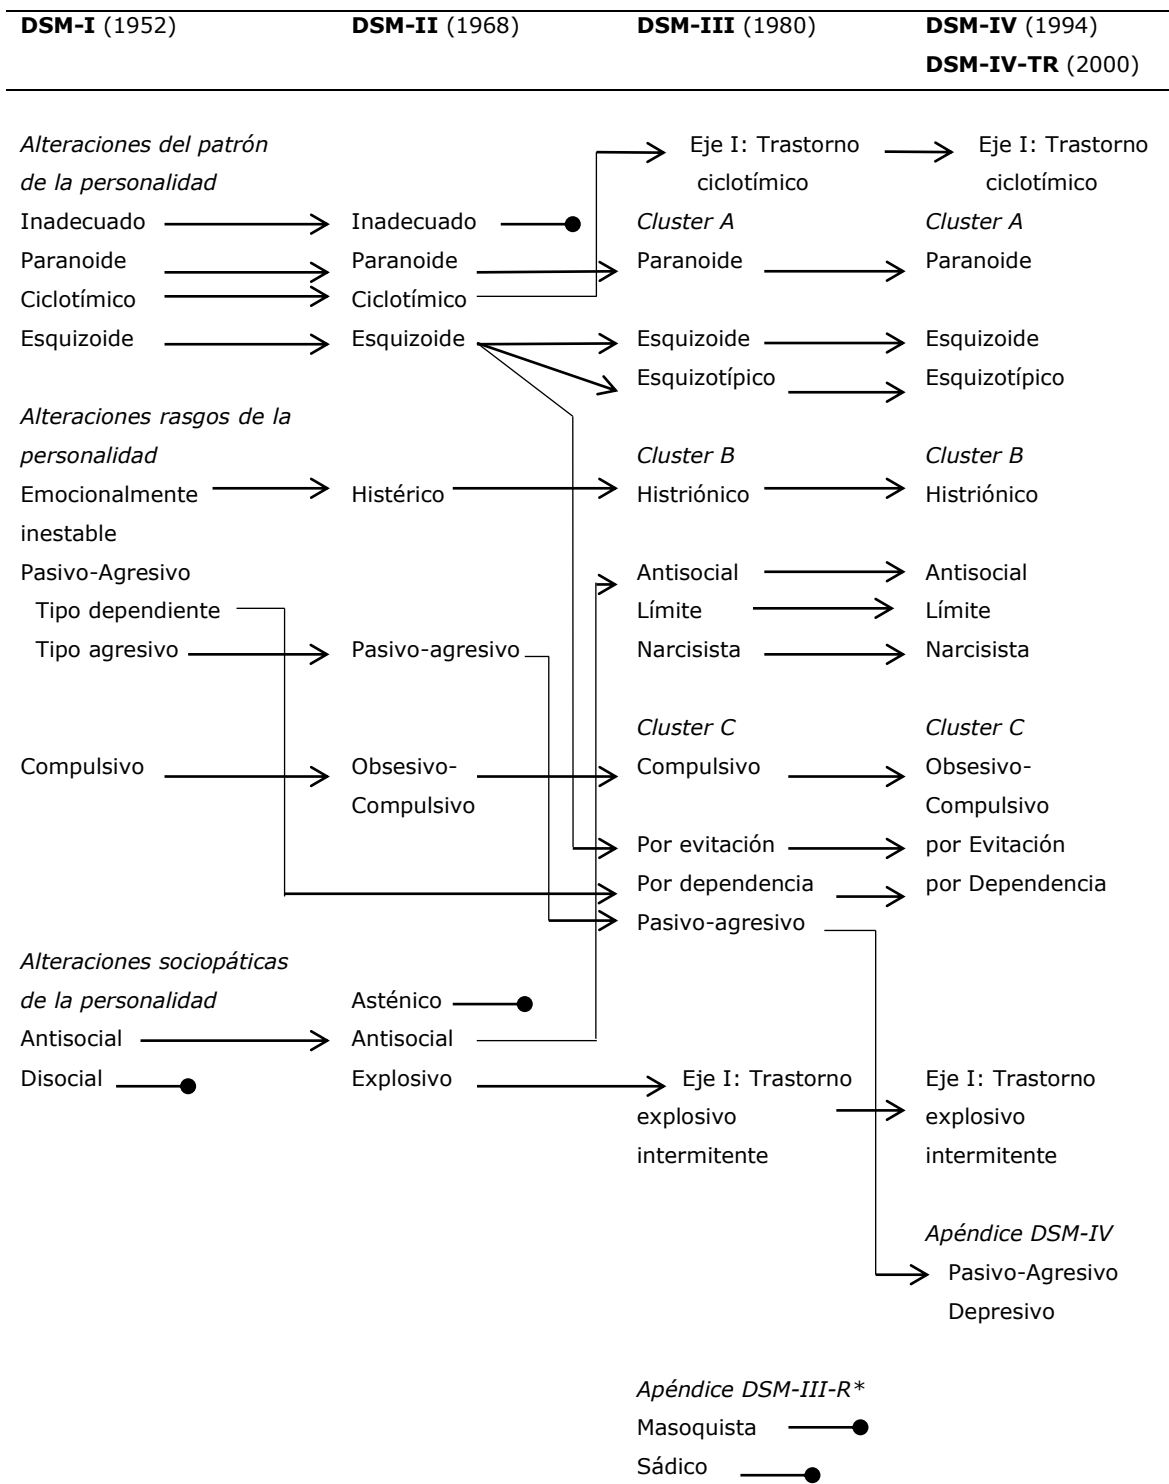 DSM-I (1952) DSM-II (1968) DSM-III (1980) DSM-IV (1994)
DSM-IV-TR (2000)
Alteraciones del patrón Eje I: Trastorno Eje I: Trastorno
de la personalidad ciclotímico ciclotímico
Inadecuado Inadecuado Cluster A Cluster A
Paranoide Paranoide Paranoide Paranoide
Ciclotímico Ciclotímico
Esquizoide Esquizoide Esquizoide Esquizoide
Esquizotípico Esquizotípico
Alteraciones rasgos de la
personalidad Cluster B Cluster B
Emocionalmente Histérico Histriónico Histriónico
inestable
Pasivo-Agresivo Antisocial Antisocial
Tipo dependiente Límite Límite
Tipo agresivo Pasivo-agresivo Narcisista Narcisista
Cluster C Cluster C
Compulsivo Obsesivo- Compulsivo Obsesivo-
Compulsivo Compulsivo
Por evitación por Evitación
Por dependencia por Dependencia
Pasivo-agresivo
Alteraciones sociopáticas
de la personalidad Asténico
Antisocial Antisocial
Disocial Explosivo Eje I: Trastorno Eje I: Trastorno
explosivo explosivo
intermitente intermitente
Apéndice DSM-IV
Pasivo-Agresivo
Depresivo
Apéndice DSM-III-R*
Masoquista
Sádico